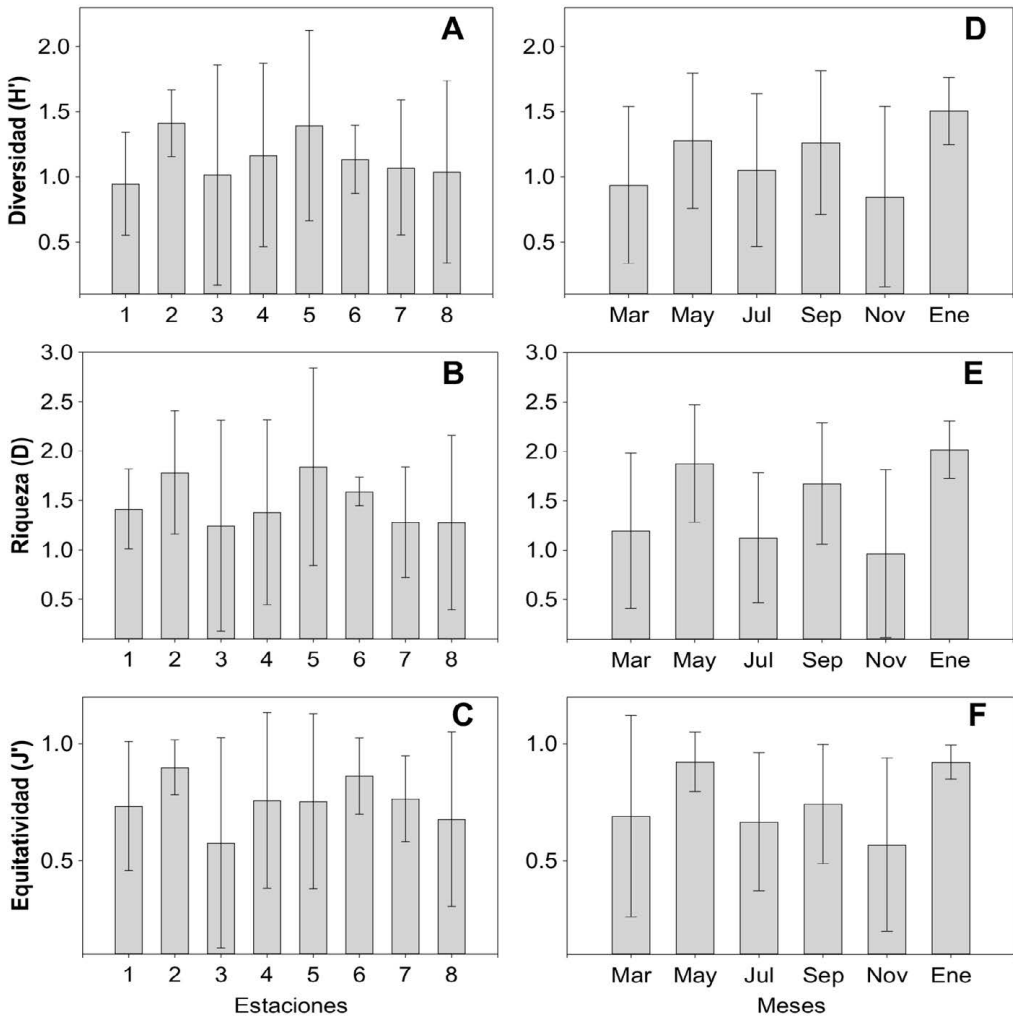 A
Diversidad (H')
2.0
1.5
1.0
0.5
1 2 3 4 5 6 7 8
D
2.0
1.5
1.0
0.5
Mar May Jul Sep Nov Ene
B
Riqueza (D)
3.0
2.5
2.0
1.5
1.0
0.5
1 2 3 4 5 6 7 8
E
3.0
2.5
2.0
1.5
1.0
0.5
Mar May Jul Sep Nov Ene
C
Equitatividad (J')
1.0
0.5
1 2 3 4 5 6 7 8
Estaciones
F
1.0
0.5
Mar May Jul Sep Nov Ene
Meses